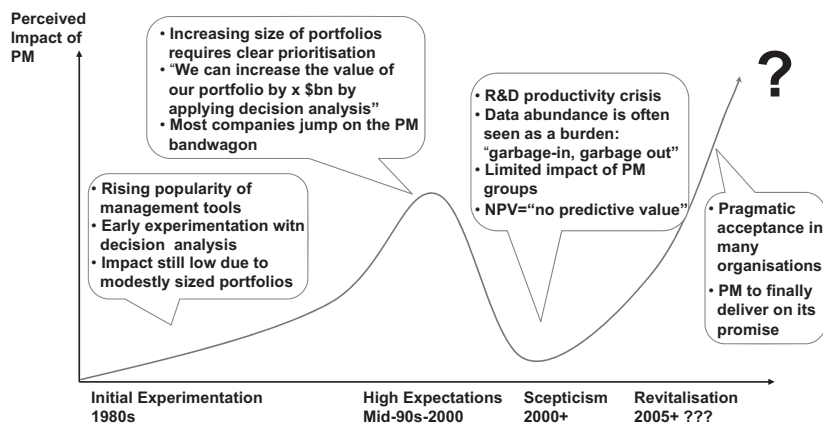 Perceived
Impact of
PM
• Increasing size of portfolios
requires clear prioritisation
• “We can increase the value of
our portfolio by x $bn by
applying decision analysis”
• Most companies jump on the PM
bandwagon
?
• R&D productivity crisis
• Data abundance is often
seen as a burden:
“garbage-in, garbage out”
• Limited impact of PM
groups
• NPV=“no predictive value”
• Rising popularity of
management tools
• Early experimentation with
decision analysis
• Impact still low due to
modestly sized portfolios
• Pragmatic
acceptance in
many
organisations
• PM to finally
deliver on its
promise
Initial Experimentation
1980s
High Expectations
Mid-90s-2000
Scepticism
2000+
Revitalisation
2005+ ???